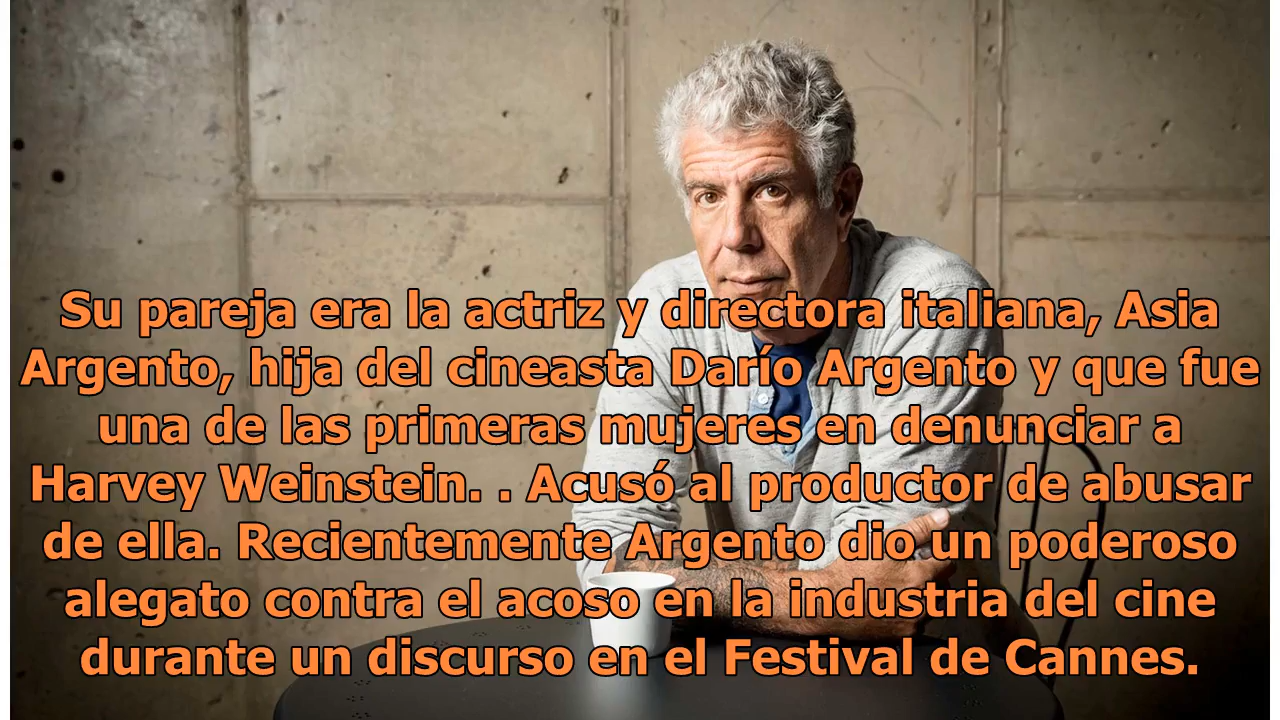 Su pareja era la actriz y directora italiana, Asia
Argento, hija del cineasta Darío Argento y que fue
una de las primeras mujeres en denunciar a
Harvey Weinstein. . Acusó al productor de abusar
de ella. Recientemente Argento dio un poderoso
alegato contra el acoso en la industria del cine
durante un discurso en el Festival de Cannes.